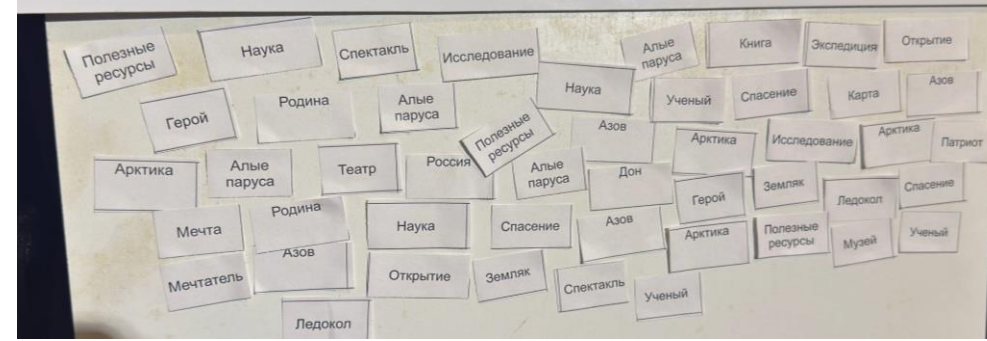 Полезные
ресурсы
Наука
Спектакль
Исследование
Алые
паруса
Книга
Экспедиция
Открытие
Герой
Родина
Алые
паруса
Полезные
ресурсы
Наука
Ученый
Спасение
Карта
Азов
Арктика
Алые
паруса
Театр
Россия
Алые
паруса
Азов
Дон
Арктика
Исследование
Арктика
Патриот
Мечта
Родина
Наука
Спасение
Азов
Герой
Земляк
Ледокол
Спасение
Мечтатель
Азов
Открытие
Земляк
Спектакль
Ученый
Арктика
Полезные
ресурсы
Музей
Ученый
Ледокол